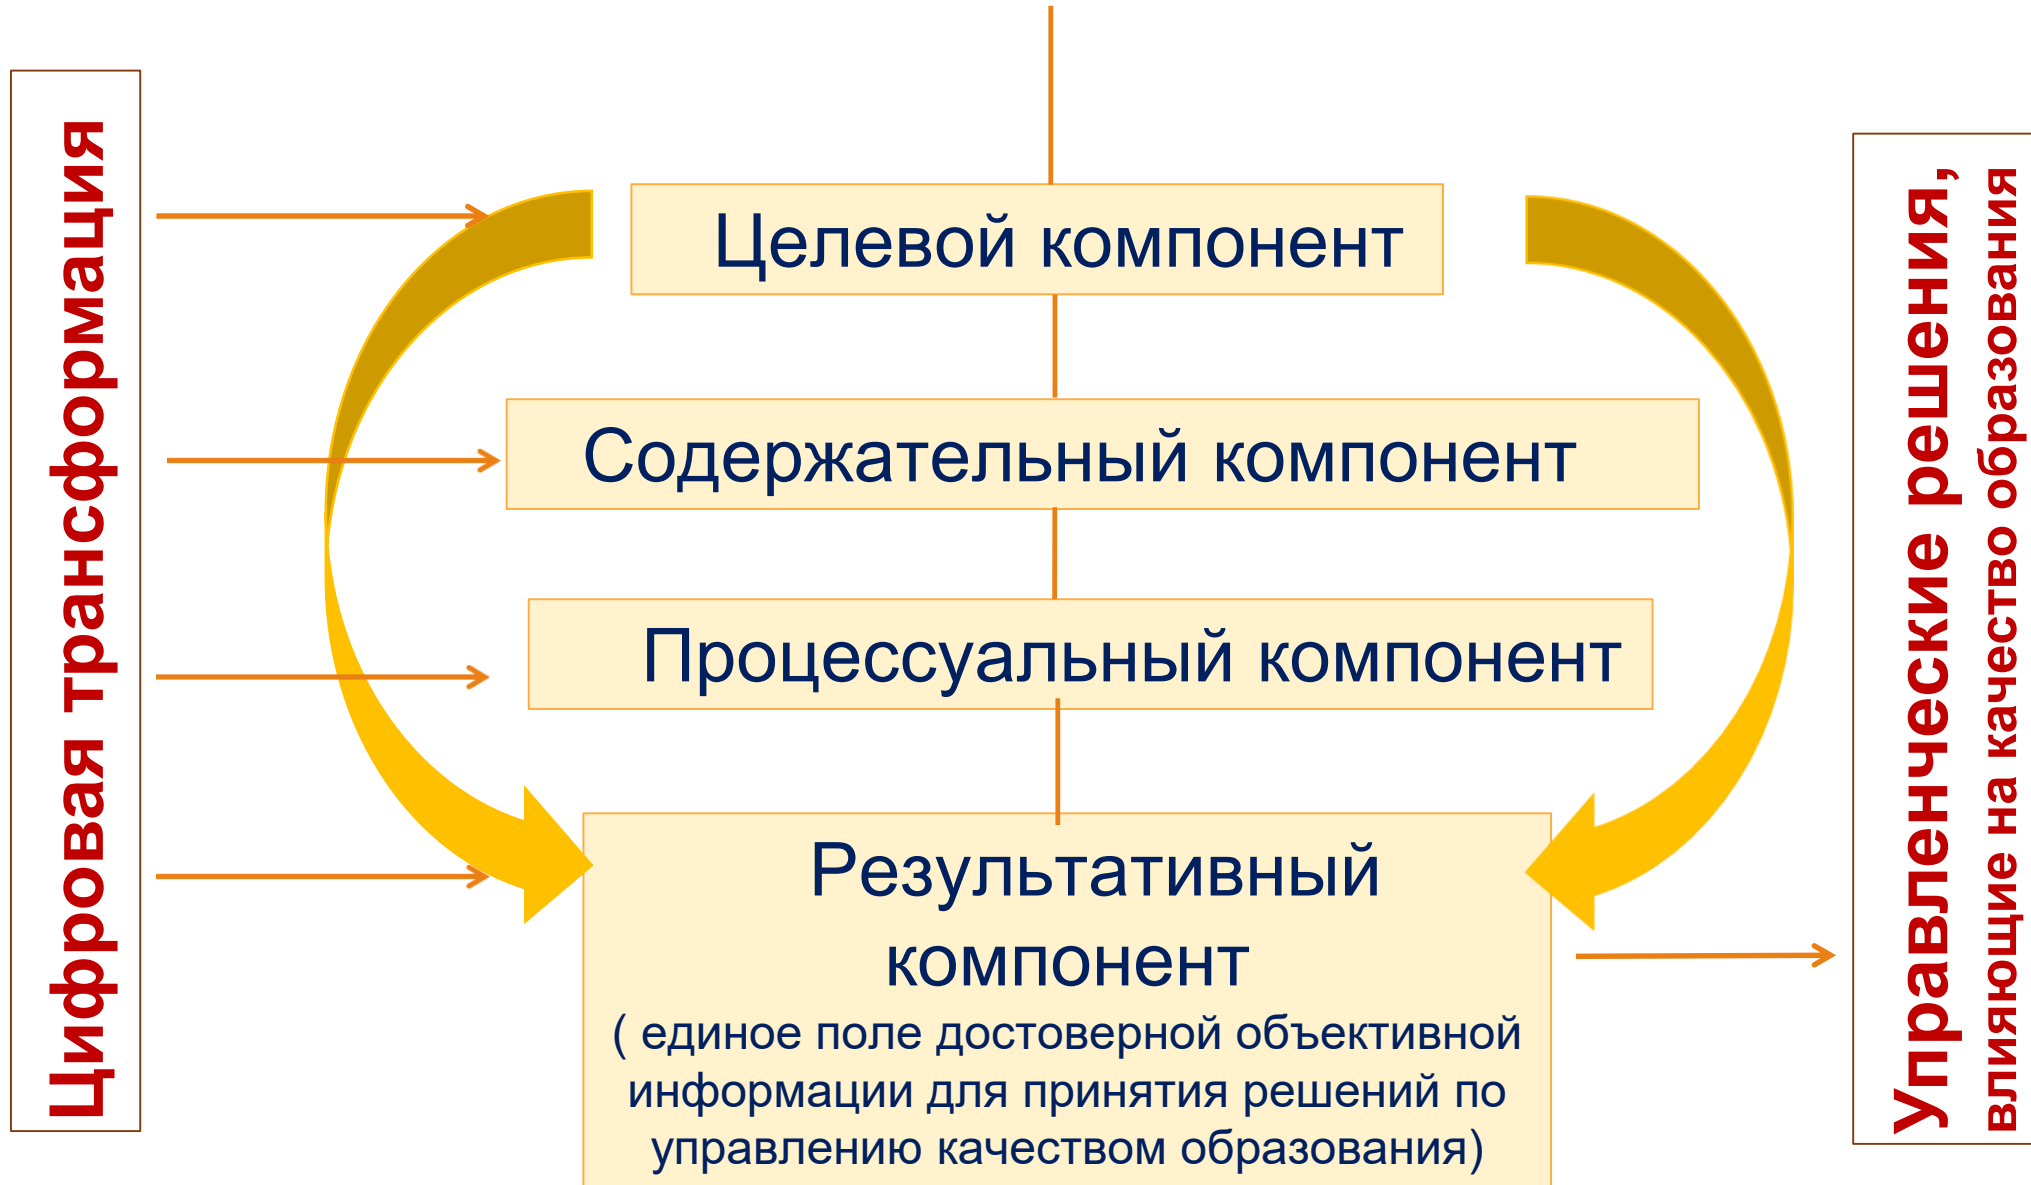 Цифровая трансформация
Целевой компонент
Содержательный компонент
Процессуальный компонент
Результативный
компонент
( единое поле достоверной объективной
информации для принятия решений по
управлению качеством образования)
Управленческие решения,
влияющие на качество образования